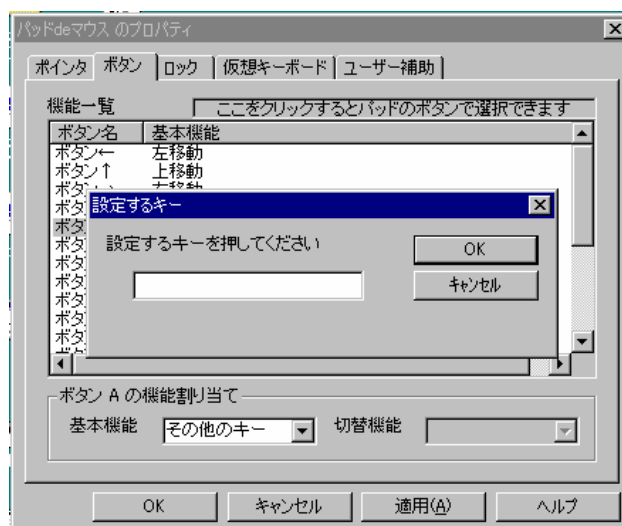 パッドdeマウス のプロパティ
ポインタ ボタン ロック 仮想キーボード ユーザー補助
機能一覧 ここをクリックするとパッドのボタンで選択できます
ボタン名 基本機能
ボタン← 左移動
ボタン↑ 上移動
設定するキー
設定するキーを押してください
OK
キャンセル
ボタン A の機能割り当て
基本機能 その他のキー 切替機能
OK キャンセル 適用(A) ヘルプ